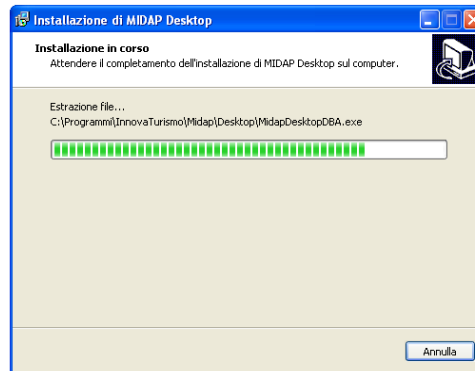 Installazione di MIDAP Desktop
Installazione in corso
Attendere il completamento dell'installazione di MIDAP Desktop sul computer.
Estrazione file...
C:\Programmi\InnovaTurismo\Midap\Desktop\MidapDesktopDBA.exe
Annulla